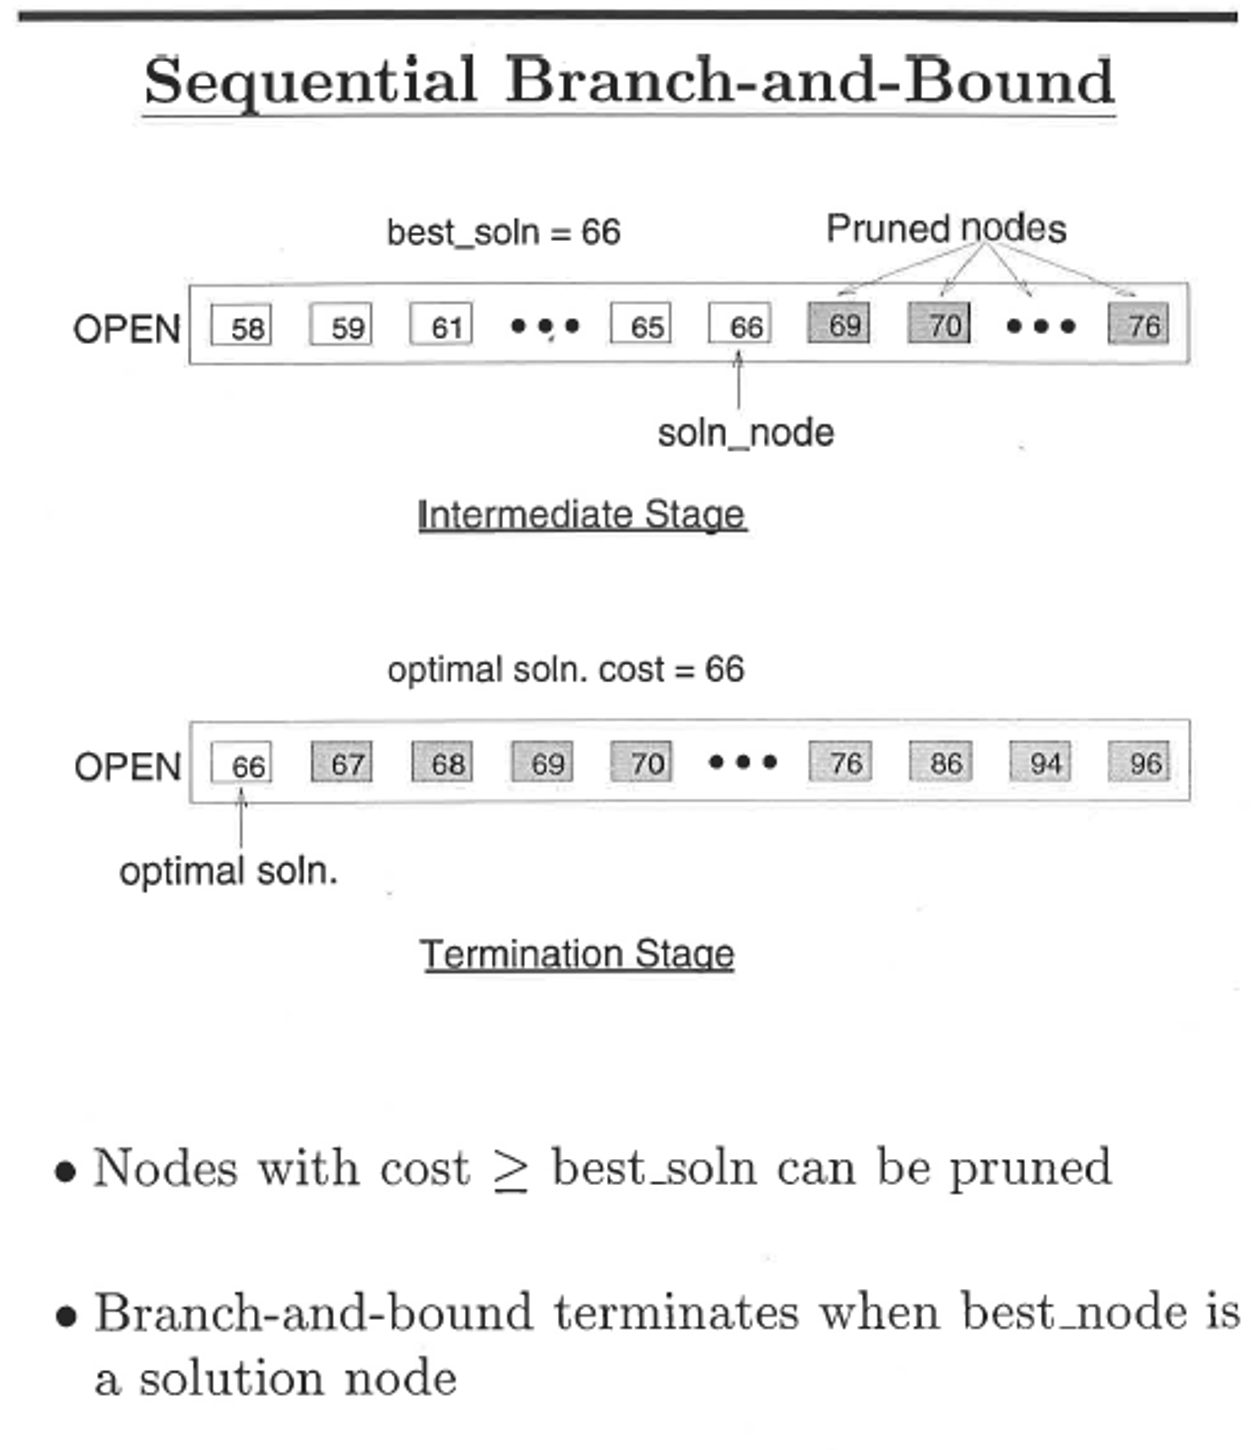 Sequential Branch-and-Bound
best_soln = 66 Pruned nodes
OPEN 58 59 61 ••• 65 66 69 70 ••• 76
soln_node
Intermediate Stage
optimal soln. cost = 66
OPEN 66 67 68 69 70 ••• 76 86 94 96
optimal soln.
Termination Stage
• Nodes with cost ≥ best_soln can be pruned
• Branch-and-bound terminates when best_node is
a solution node